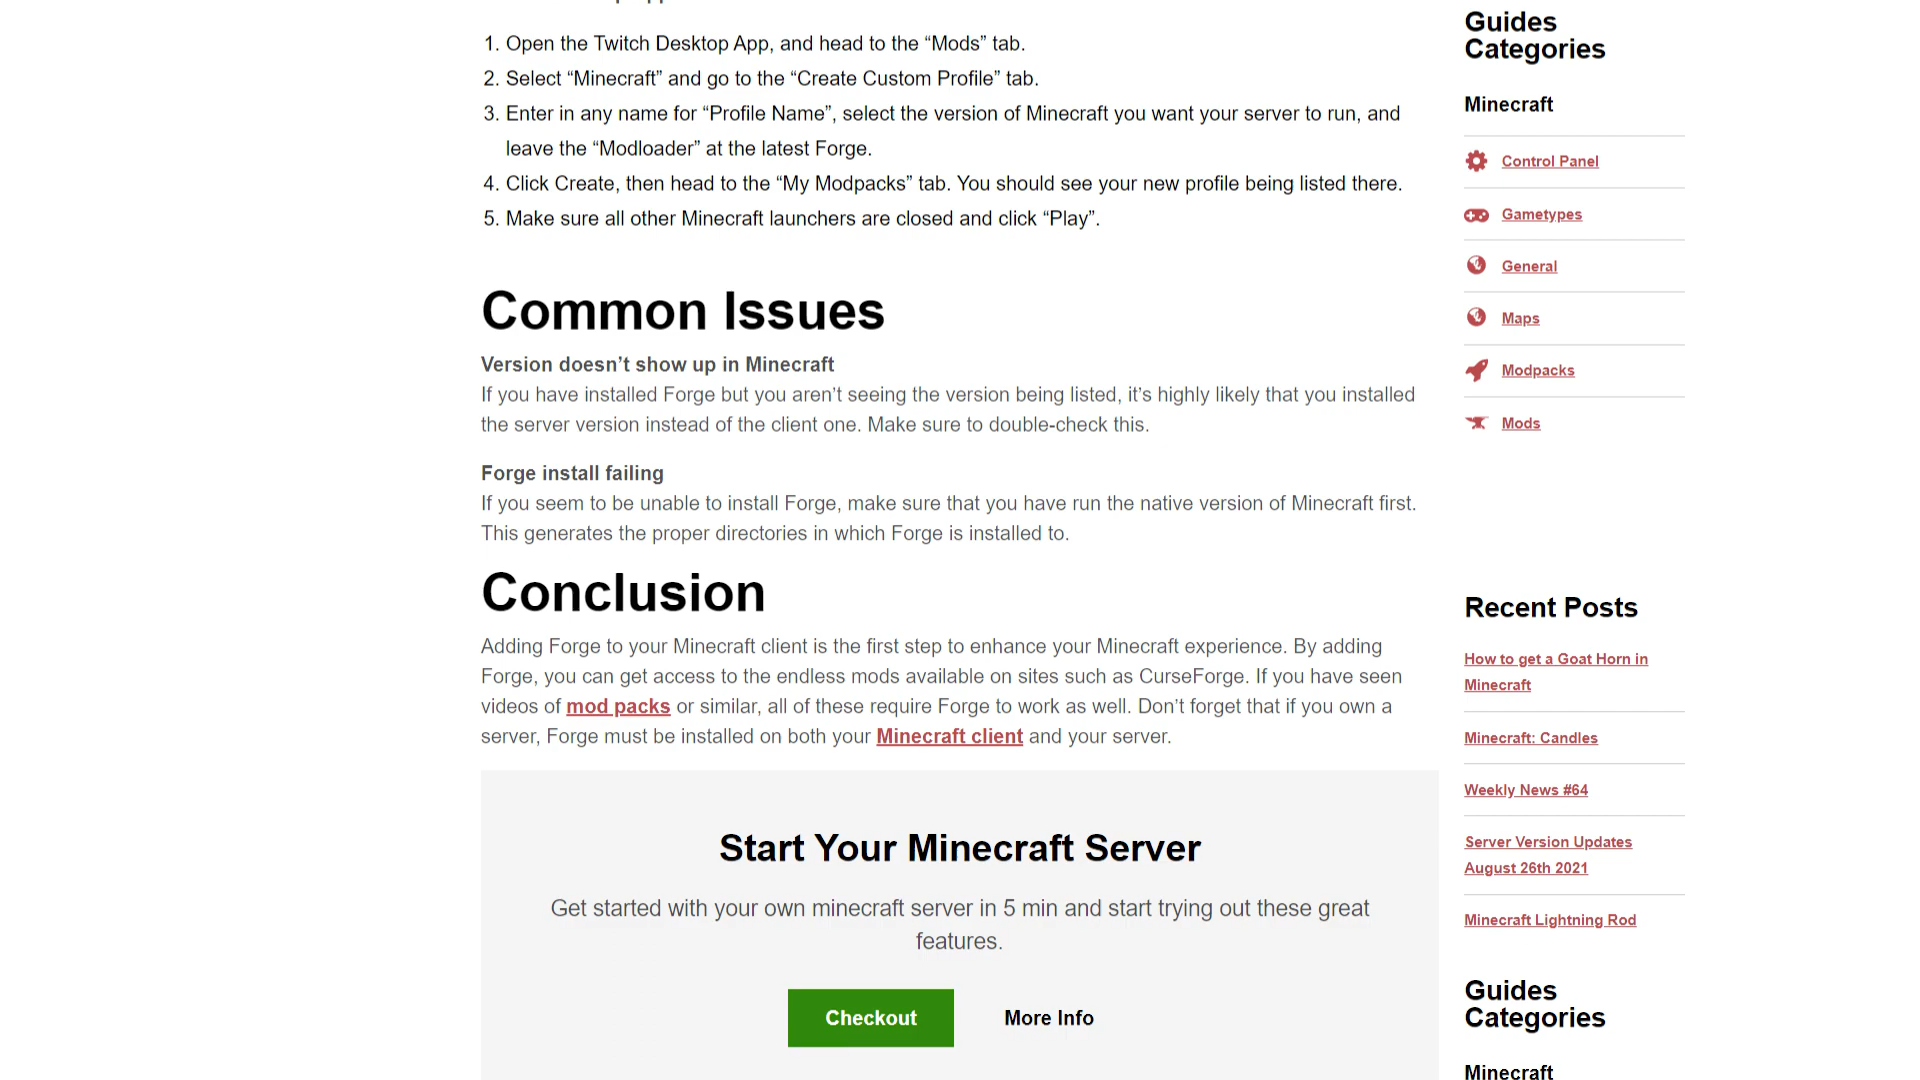 1. Open the Twitch Desktop App, and head to the “Mods” tab.
2. Select “Minecraft” and go to the “Create Custom Profile” tab.
3. Enter in any name for “Profile Name”, select the version of Minecraft you want your server to run, and
leave the “Modloader” at the latest Forge.
4. Click Create, then head to the “My Modpacks” tab. You should see your new profile being listed there.
5. Make sure all other Minecraft launchers are closed and click “Play”.
Common Issues
Version doesn’t show up in Minecraft
If you have installed Forge but you aren’t seeing the version being listed, it’s highly likely that you installed
the server version instead of the client one. Make sure to double-check this.
Forge install failing
If you seem to be unable to install Forge, make sure that you have run the native version of Minecraft first.
This generates the proper directories in which Forge is installed to.
Conclusion
Adding Forge to your Minecraft client is the first step to enhance your Minecraft experience. By adding
Forge, you can get access to the endless mods available on sites such as CurseForge. If you have seen
videos of mod packs or similar, all of these require Forge to work as well. Don’t forget that if you own a
server, Forge must be installed on both your Minecraft client and your server.
Start Your Minecraft Server
Get started with your own minecraft server in 5 min and start trying out these great
features.
Checkout
More Info
Guides
Categories
Minecraft
Control Panel
Gametypes
General
Maps
Modpacks
Mods
Recent Posts
How to get a Goat Horn in
Minecraft
Minecraft: Candles
Weekly News #64
Server Version Updates
August 26th 2021
Minecraft Lightning Rod
Guides
Categories
Minecraft